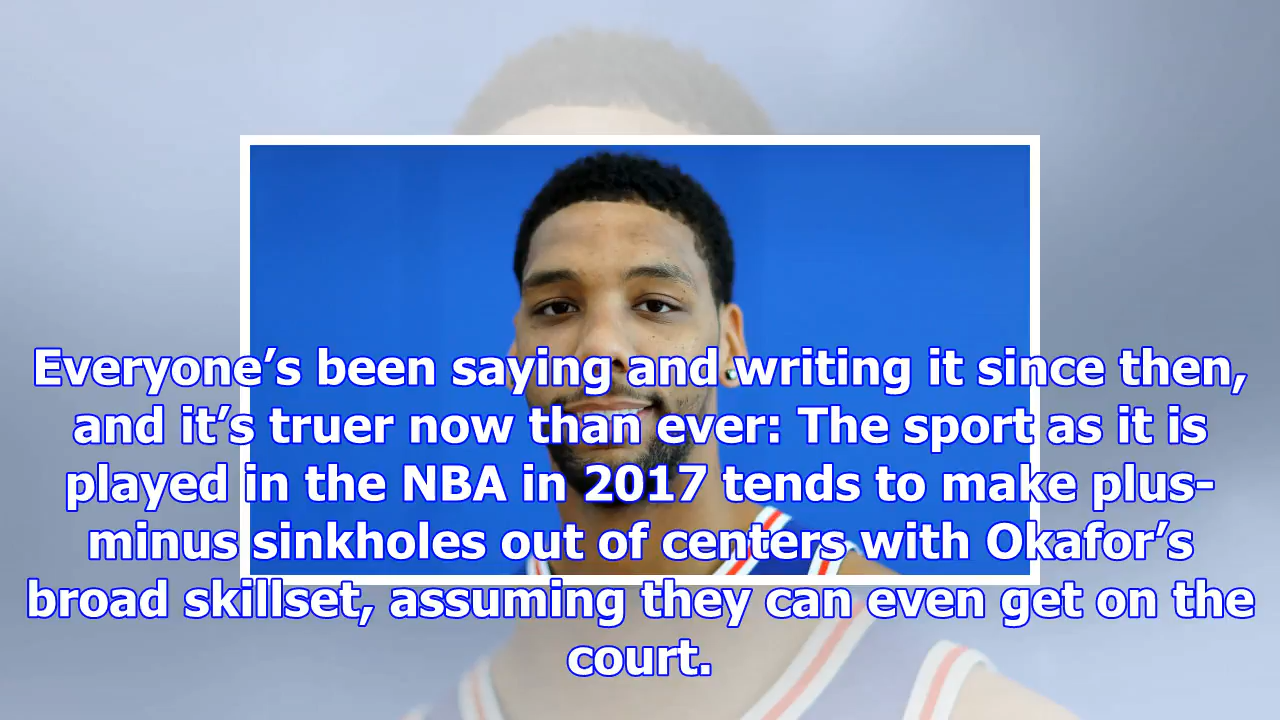 Everyone’s been saying and writing it since then,
and it’s truer now than ever: The sport as it is
played in the NBA in 2017 tends to make plus-
minus sinkholes out of centers with Okafor’s
broad skillset, assuming they can even get on the
court.